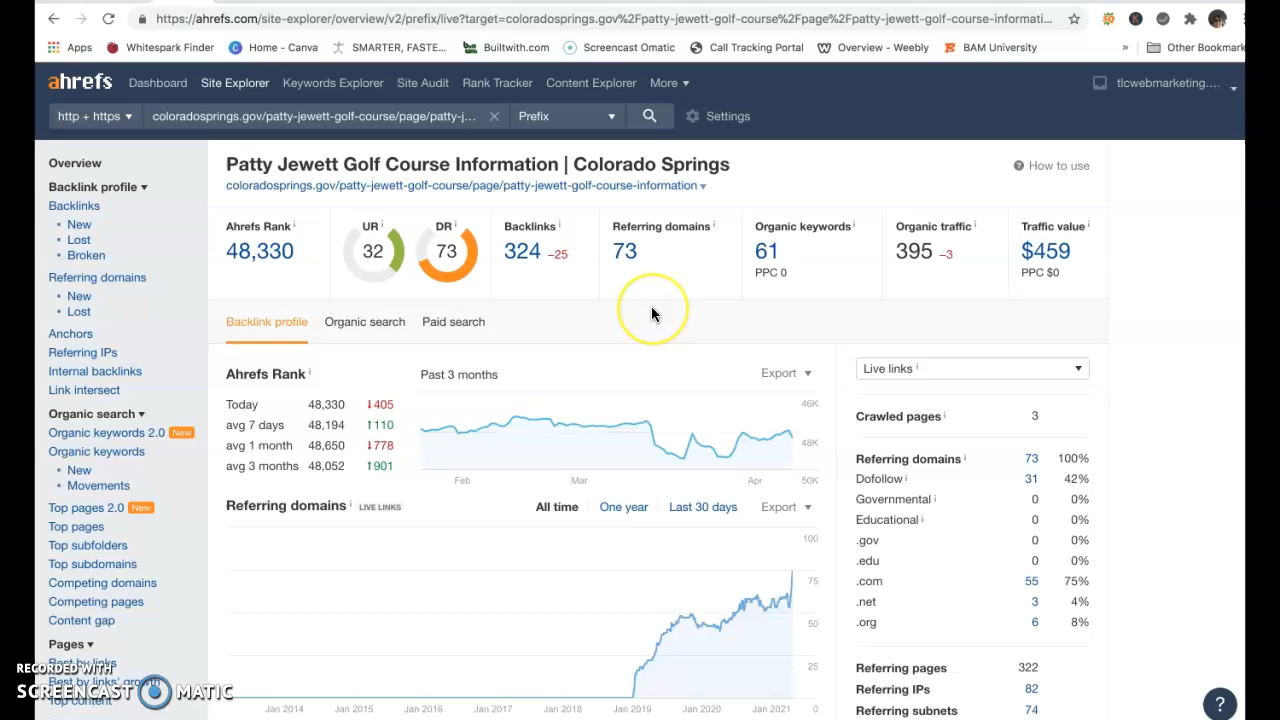 https://ahrefs.com/site-explorer/overview/v2/prefix/live?target=coloradosprings.gov%2Fpatty-jewett-golf-course%2Fpage%2Fpatty-jewett-golf-course-informati...
Apps Whitespark Finder Home - Canva SMARTER, FASTE... Builtwith.com Screencast Omatic Call Tracking Portal Overview - Weebly BAM University » Other Bookmark
ahrefs Dashboard Site Explorer Keywords Explorer Site Audit Rank Tracker Content Explorer More tlcwebmarketing....
http + https coloradosprings.gov/patty-jewett-golf-course/page/patty-j... Prefix Settings
Overview
Backlink profile
Backlinks
• New
• Lost
• Broken
Referring domains
• New
• Lost
Anchors
Referring IPs
Internal backlinks
Link intersect
Organic search
Organic keywords 2.0 New
Organic keywords
• New
• Movements
Top pages 2.0 New
Top pages
Top subfolders
Top subdomains
Competing domains
Competing pages
Content gap
Pages
Best by links
Best by links' growth
Top content
RECORDED WITH
SCREENCAST MATIC
Patty Jewett Golf Course Information | Colorado Springs
How to use
coloradosprings.gov/patty-jewett-golf-course/page/patty-jewett-golf-course-information
Ahrefs Rank i UR i DR i Backlinks i Referring domains i Organic keywords i Organic traffic i Traffic value i
48,330 32 73 324 –25 73 61 395 –3 $459
PPC 0 PPC $0
Backlink profile Organic search Paid search
Ahrefs Rank i Past 3 months Export
Today 48,330 ↓405
avg 7 days 48,194 ↑110
avg 1 month 48,650 ↓778
avg 3 months 48,052 ↑901
46K
48K
50K
Feb Mar Apr
Referring domains i LIVE LINKS All time One year Last 30 days Export
100
75
50
25
0
Jan 2014 Jan 2015 Jan 2016 Jan 2017 Jan 2018 Jan 2019 Jan 2020 Jan 2021
Live links i
Crawled pages i 3
Referring domains i 73 100%
Dofollow i 31 42%
Governmental i 0 0%
Educational i 0 0%
.gov 0 0%
.edu 0 0%
.com 55 75%
.net 3 4%
.org 6 8%
Referring pages 322
Referring IPs 82
Referring subnets 74
?